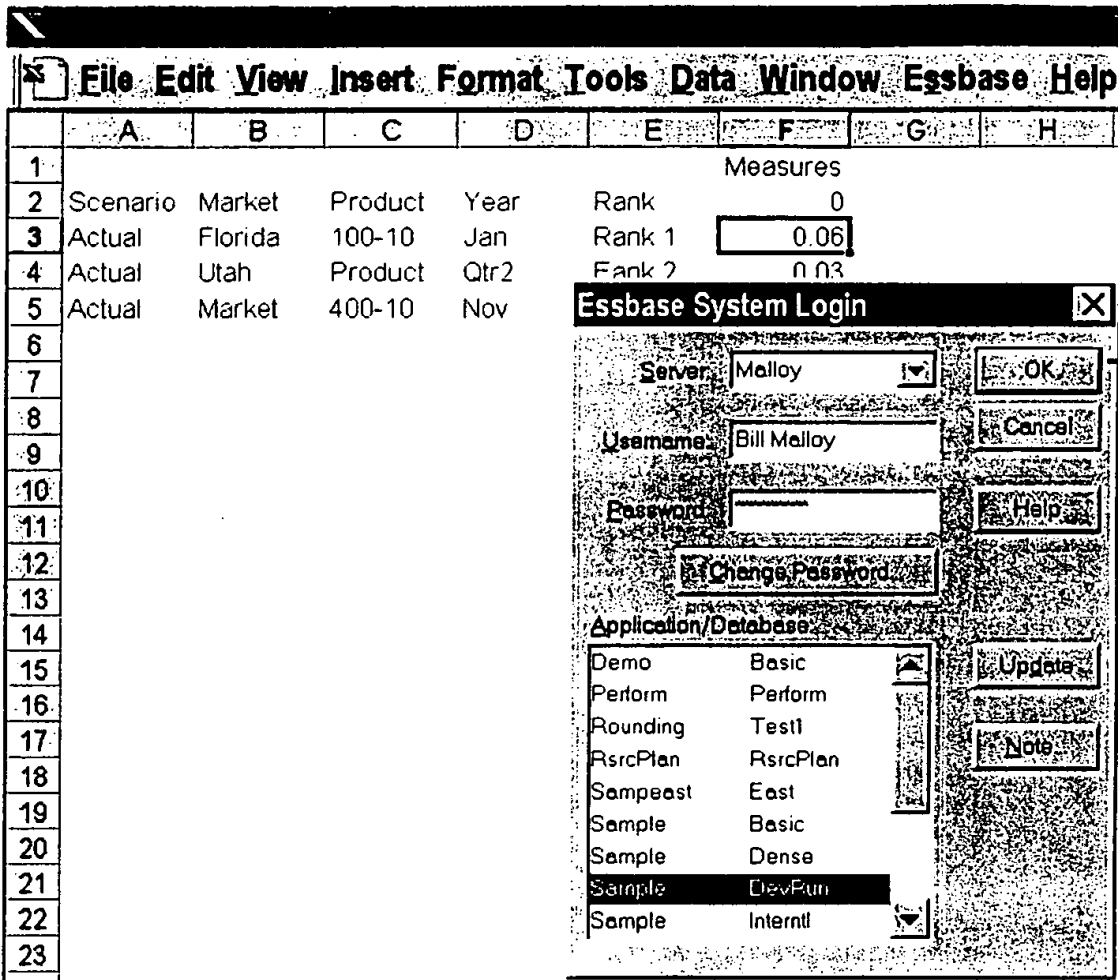 File Edit View Insert Format Tools Data Window Essbase Help
A B C D E F G H
1 Measures
2 Scenario Market Product Year Rank 0
3 Actual Florida 100-10 Jan Rank 1 0.06
4 Actual Utah Product Qtr2 Rank 2 0.03
5 Actual Market 400-10 Nov
6
7
8
9
10
11
12
13
14
15
16
17
18
19
20
21
22
23
Essbase System Login
Server: Malloy OK
Cancel
Username: Bill Malloy
Password: Help
Change Password
Application/Database
Demo Basic Update
Perform Perform
Rounding Test1 Note
RsrcPlan RsrcPlan
Sampeast East
Sample Basic
Sample Dense
Sample DevRun
Sample Interntl